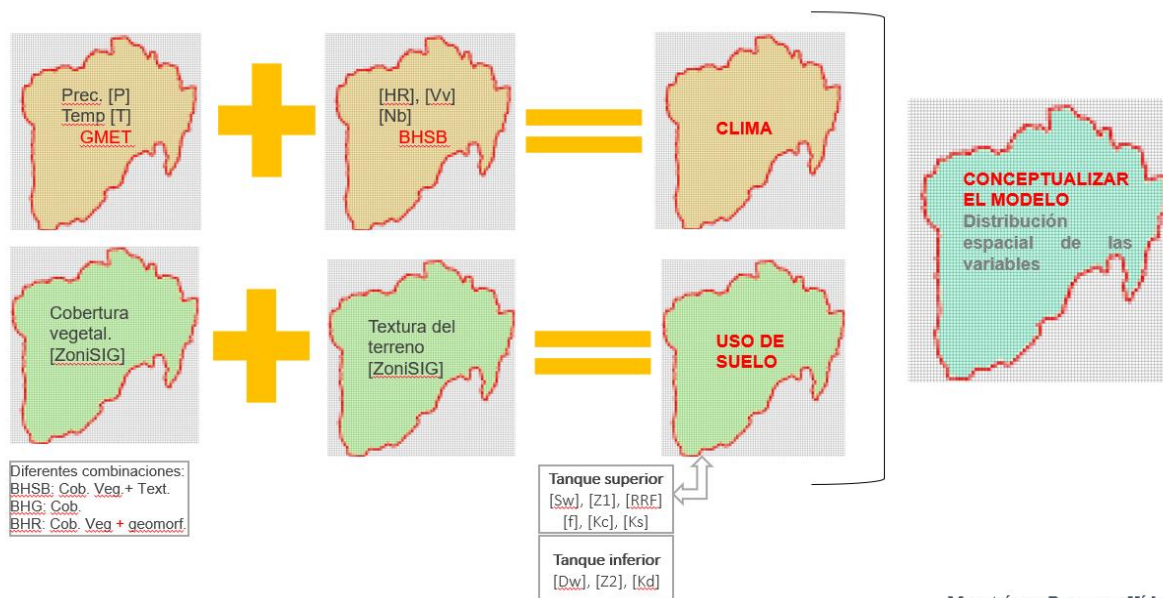 Prec. [P]
Temp [T]
GMET
[HR], [Vv]
[Nb]
BHSB
CLIMA
CONCEPTUALIZAR
EL MODELO
Distribución
espacial de las
variables
Cobertura
vegetal.
[ZoniSIG]
Textura del
terreno
[ZoniSIG]
USO DE
SUELO
Diferentes combinaciones:
BHSB: Cob. Veg.+ Text.
BHG: Cob.
BHR: Cob. Veg + geomorf.
Tanque superior
[Sw], [Z1], [RRF]
[f], [Kc], [Ks]
Tanque inferior
[Dw], [Z2], [Kd]